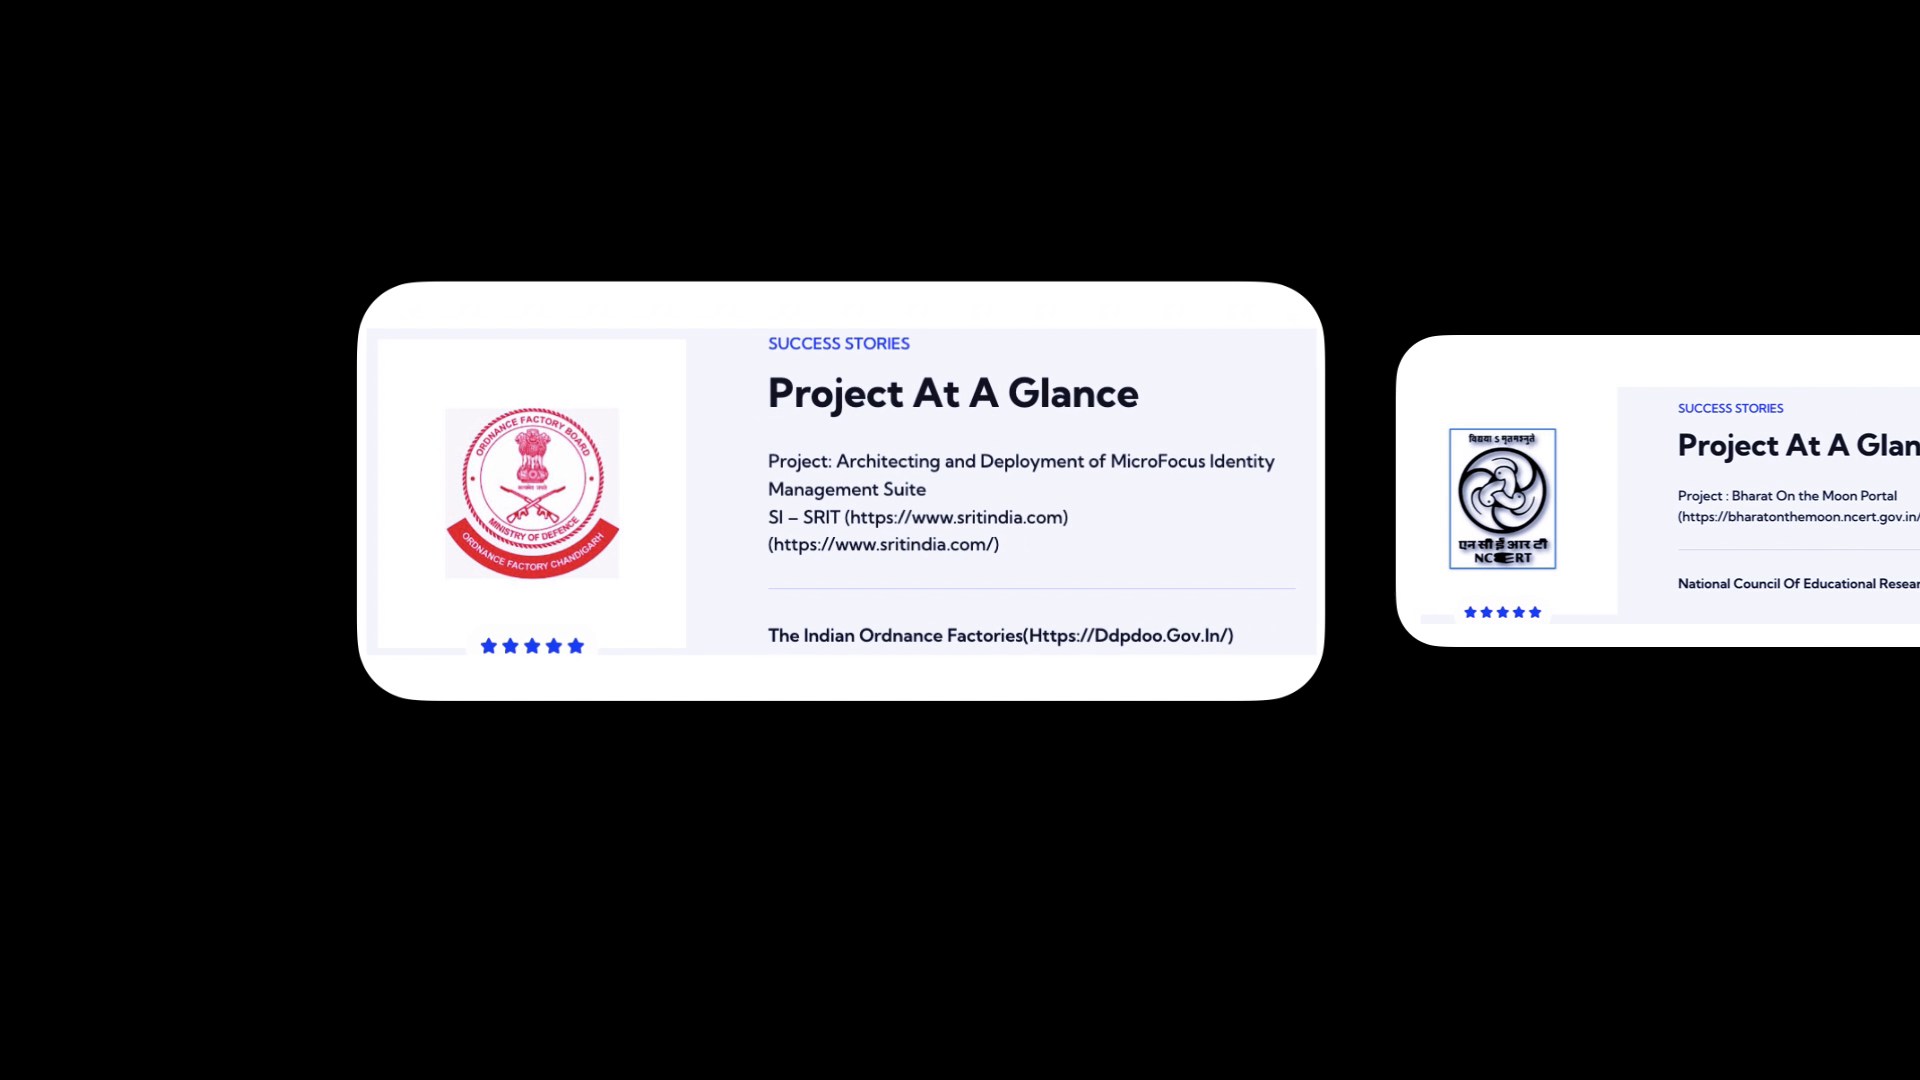 ORDNANCE FACTORY BOARD
सत्यमेव जयते
MINISTRY OF DEFENCE
ORDNANCE FACTORY CHANDIGARH
SUCCESS STORIES
Project At A Glance
Project: Architecting and Deployment of MicroFocus Identity
Management Suite
SI – SRIT (https://www.sritindia.com)
(https://www.sritindia.com/)
The Indian Ordnance Factories(Https://Ddpdoo.Gov.In/)
विद्यया ऽ मृतमश्नुते
एन सी ई आर टी
NCERT
SUCCESS STORIES
Project At A Glan
Project : Bharat On the Moon Portal
(https://bharatonthemoon.ncert.gov.in/
National Council Of Educational Resear